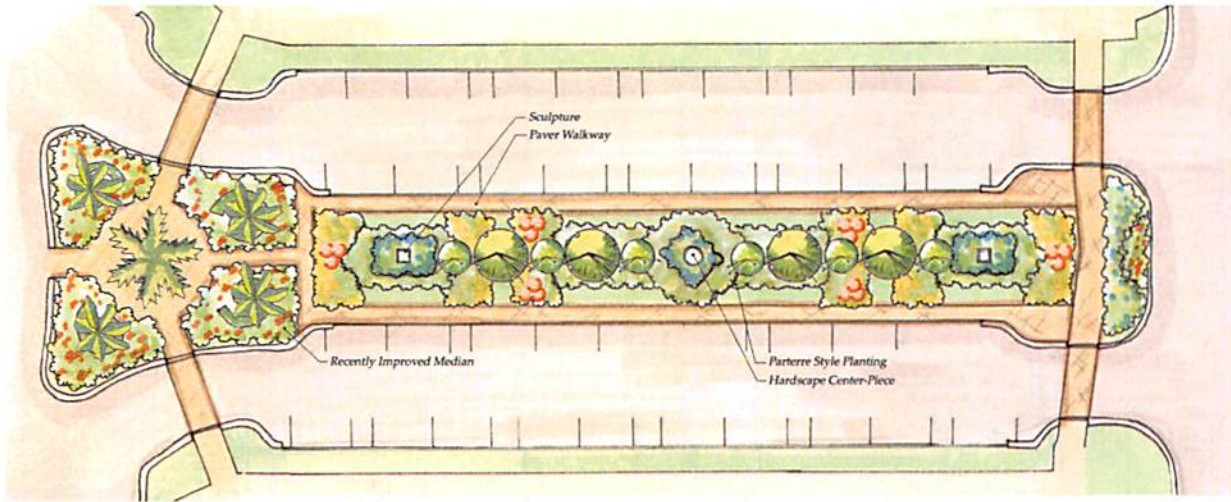 Sculpture
Paver Walkway
Recently Improved Median
Parterre Style Planting
Hardscape Center-Piece